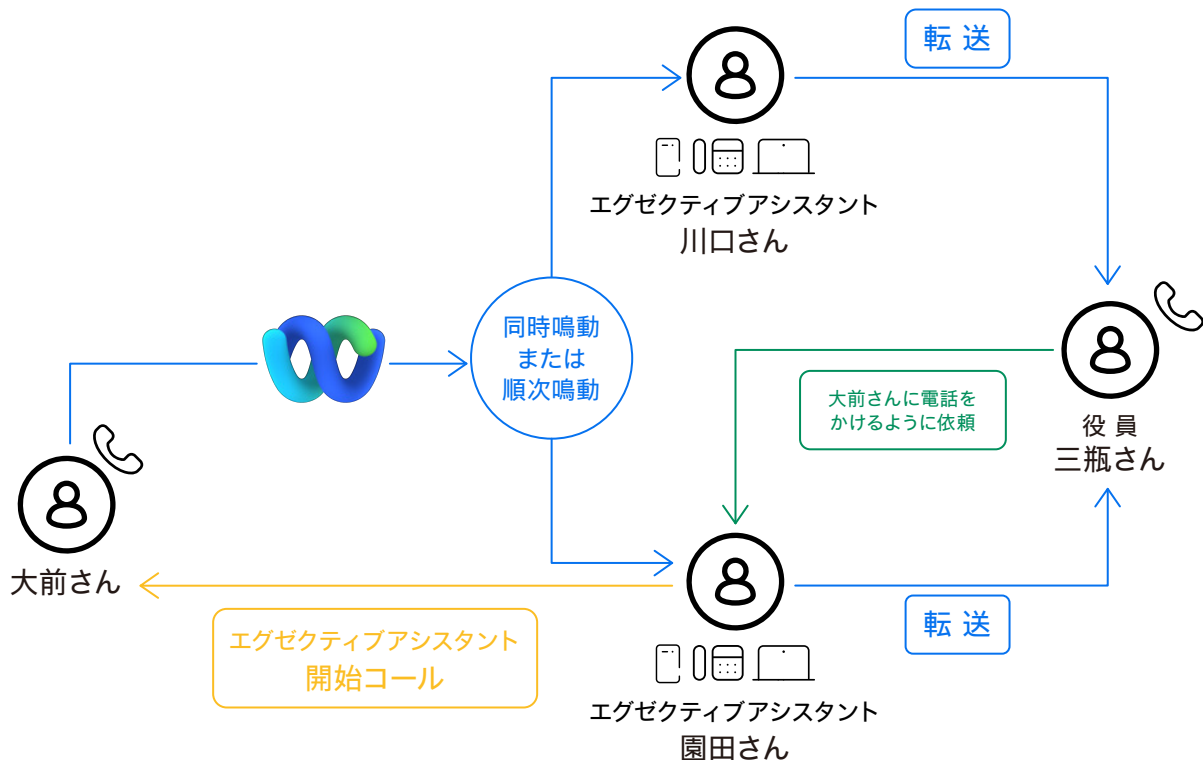 転 送
エグゼクティブアシスタント
川口さん
同時鳴動
または
順次鳴動
大前さんに電話を
かけるように依頼
役 員
三瓶さん
大前さん
エグゼクティブアシスタント
開始コール
転 送
エグゼクティブアシスタント
園田さん